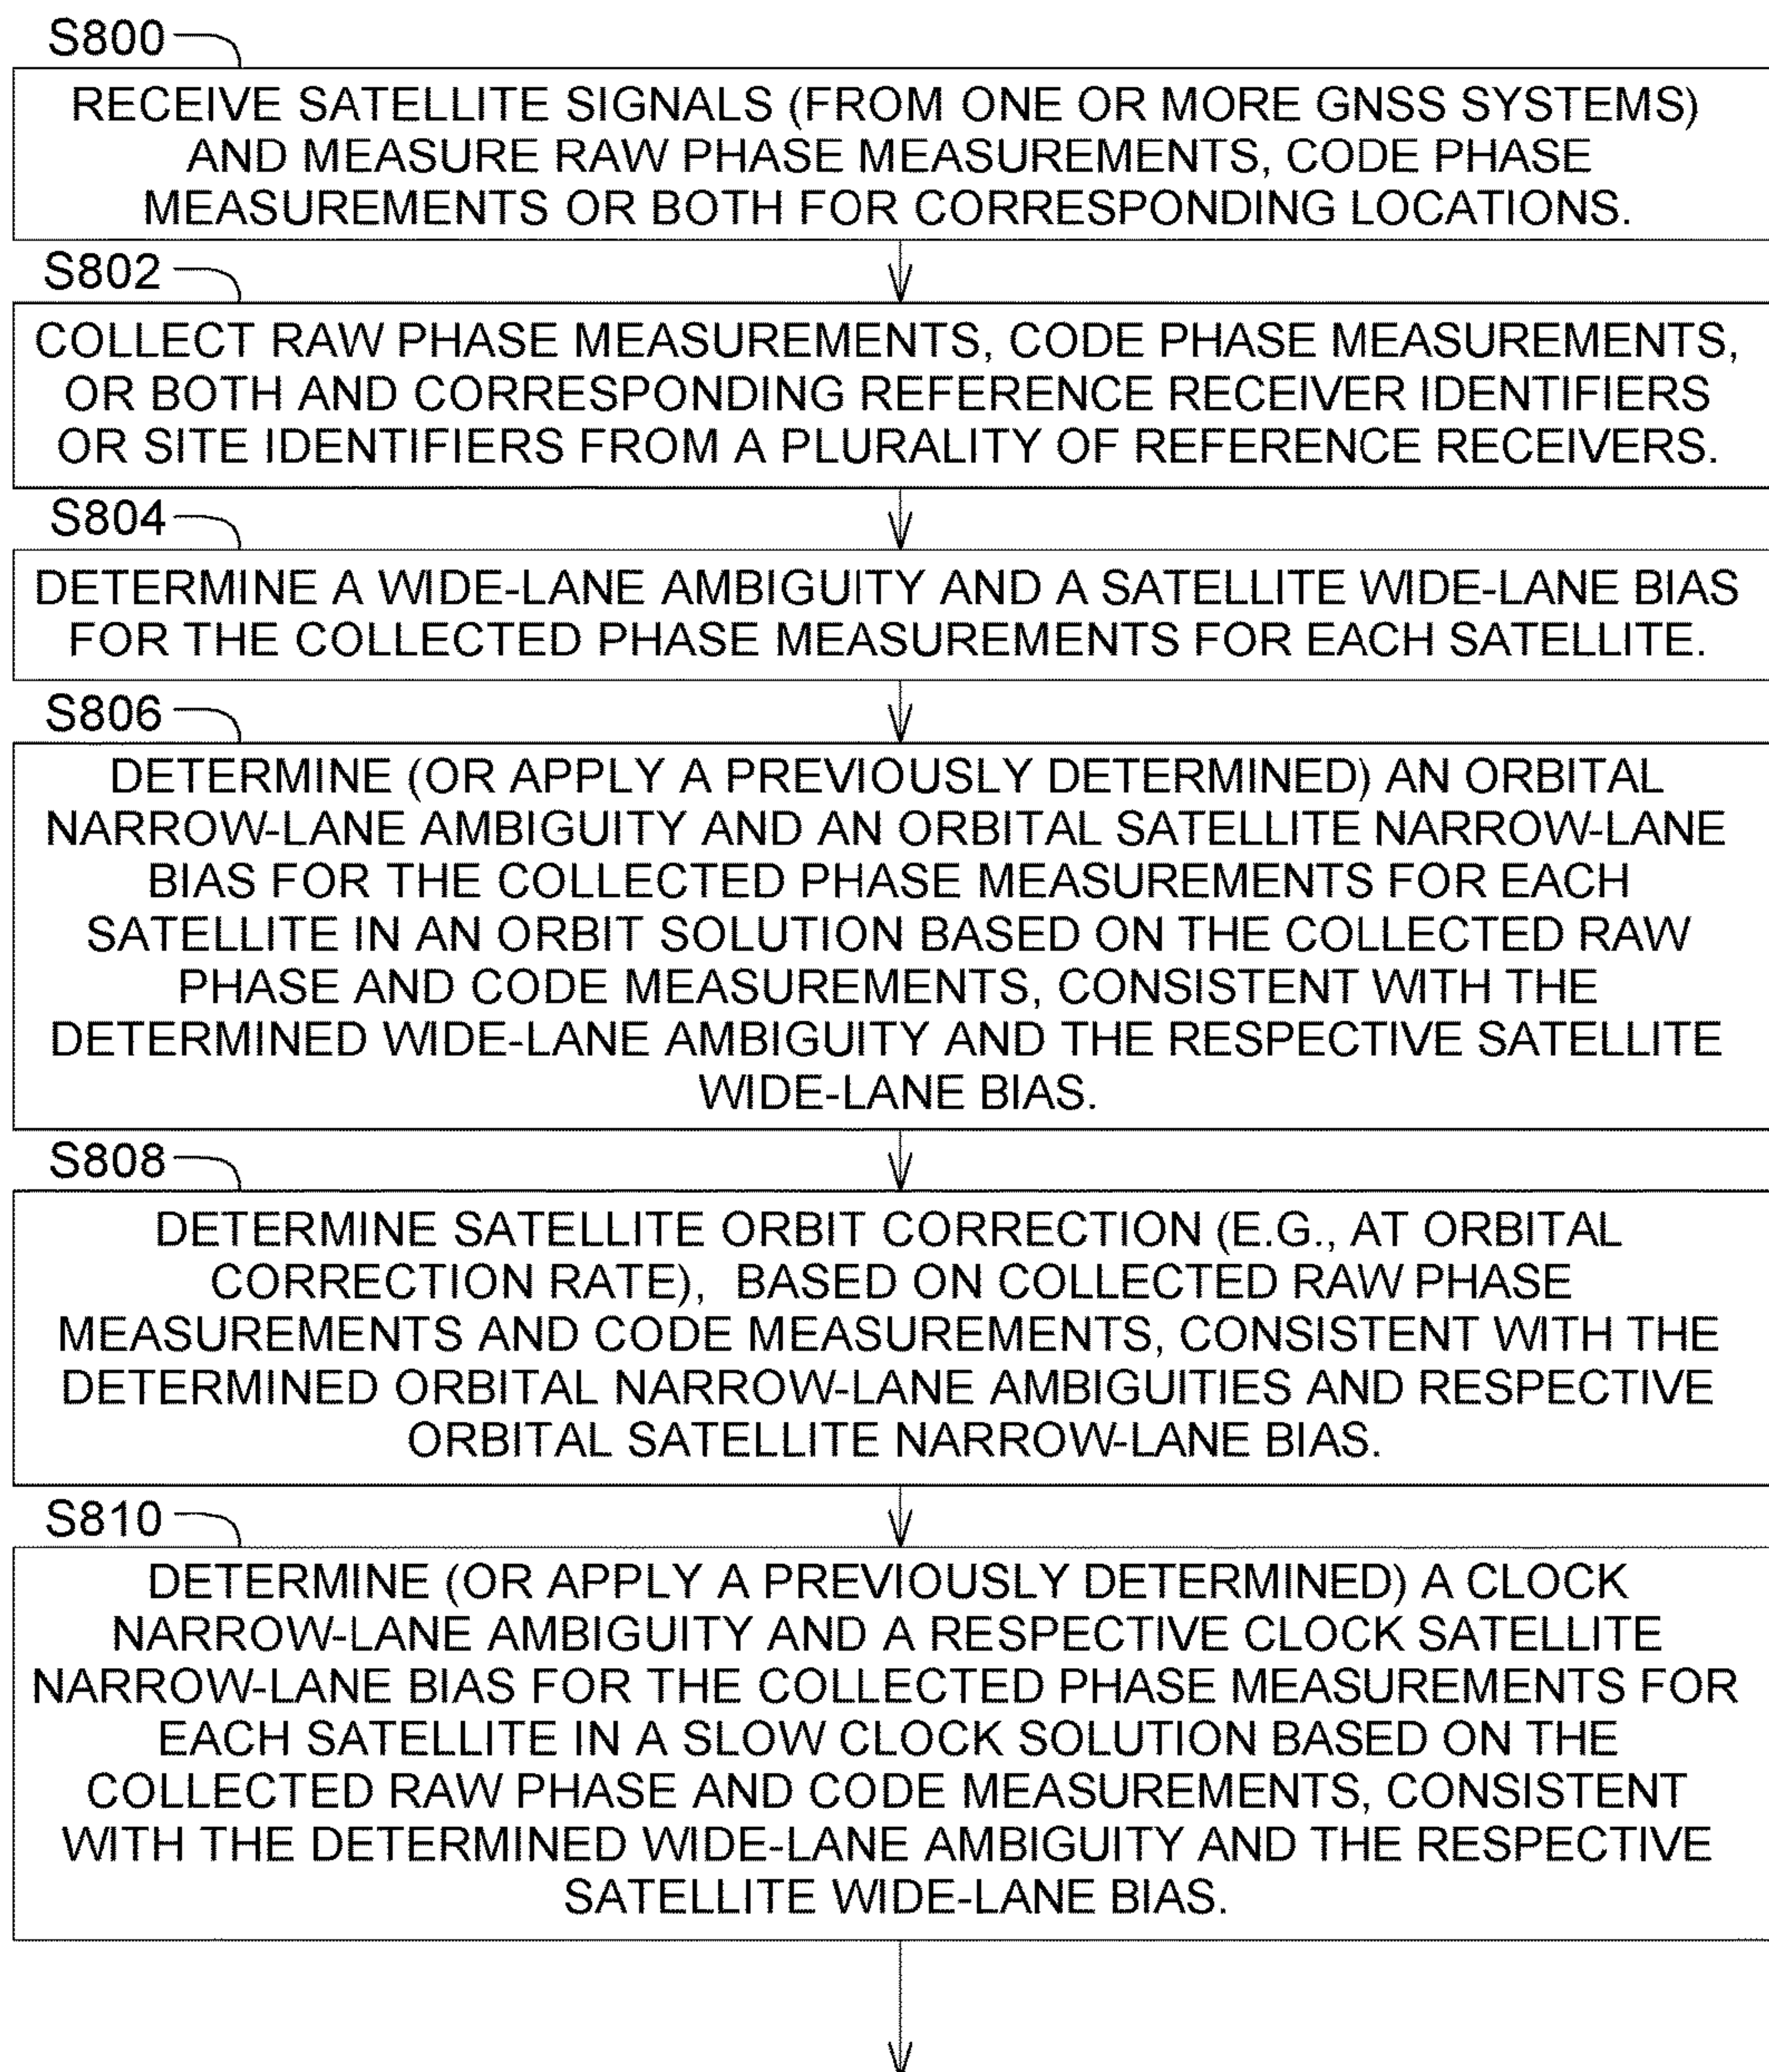 S800
RECEIVE SATELLITE SIGNALS (FROM ONE OR MORE GNSS SYSTEMS)
AND MEASURE RAW PHASE MEASUREMENTS, CODE PHASE
MEASUREMENTS OR BOTH FOR CORRESPONDING LOCATIONS.
S802
COLLECT RAW PHASE MEASUREMENTS, CODE PHASE MEASUREMENTS,
OR BOTH AND CORRESPONDING REFERENCE RECEIVER IDENTIFIERS
OR SITE IDENTIFIERS FROM A PLURALITY OF REFERENCE RECEIVERS.
S804
DETERMINE A WIDE-LANE AMBIGUITY AND A SATELLITE WIDE-LANE BIAS
FOR THE COLLECTED PHASE MEASUREMENTS FOR EACH SATELLITE.
S806
DETERMINE (OR APPLY A PREVIOUSLY DETERMINED) AN ORBITAL
NARROW-LANE AMBIGUITY AND AN ORBITAL SATELLITE NARROW-LANE
BIAS FOR THE COLLECTED PHASE MEASUREMENTS FOR EACH
SATELLITE IN AN ORBIT SOLUTION BASED ON THE COLLECTED RAW
PHASE AND CODE MEASUREMENTS, CONSISTENT WITH THE
DETERMINED WIDE-LANE AMBIGUITY AND THE RESPECTIVE SATELLITE
WIDE-LANE BIAS.
S808
DETERMINE SATELLITE ORBIT CORRECTION (E.G., AT ORBITAL
CORRECTION RATE), BASED ON COLLECTED RAW PHASE
MEASUREMENTS AND CODE MEASUREMENTS, CONSISTENT WITH THE
DETERMINED ORBITAL NARROW-LANE AMBIGUITIES AND RESPECTIVE
ORBITAL SATELLITE NARROW-LANE BIAS.
S810
DETERMINE (OR APPLY A PREVIOUSLY DETERMINED) A CLOCK
NARROW-LANE AMBIGUITY AND A RESPECTIVE CLOCK SATELLITE
NARROW-LANE BIAS FOR THE COLLECTED PHASE MEASUREMENTS FOR
EACH SATELLITE IN A SLOW CLOCK SOLUTION BASED ON THE
COLLECTED RAW PHASE AND CODE MEASUREMENTS, CONSISTENT
WITH THE DETERMINED WIDE-LANE AMBIGUITY AND THE RESPECTIVE
SATELLITE WIDE-LANE BIAS.